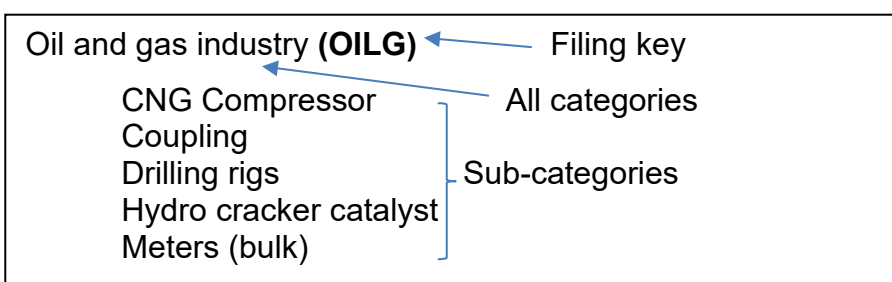 Oil and gas industry (OILG) Filing key
CNG Compressor All categories
Coupling
Drilling rigs Sub-categories
Hydro cracker catalyst
Meters (bulk)